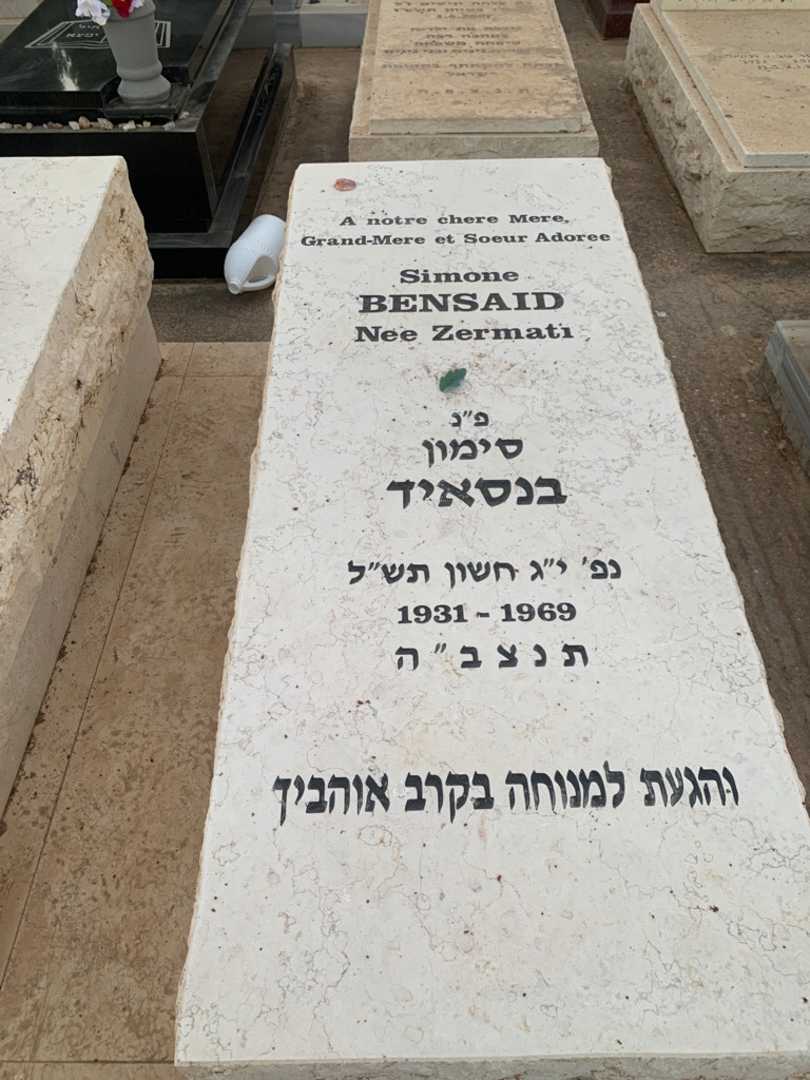 A notre chere Mere,
Grand-Mere et Soeur Adoree
Simone
BENSAID
Nee Zermati
פ״נ
סימון
בנסאיד
נפ׳ י״ג חשון תש״ל
1931 - 1969
ת נ צ ב ״ ה
והגעת למנוחה בקרב אוהביך